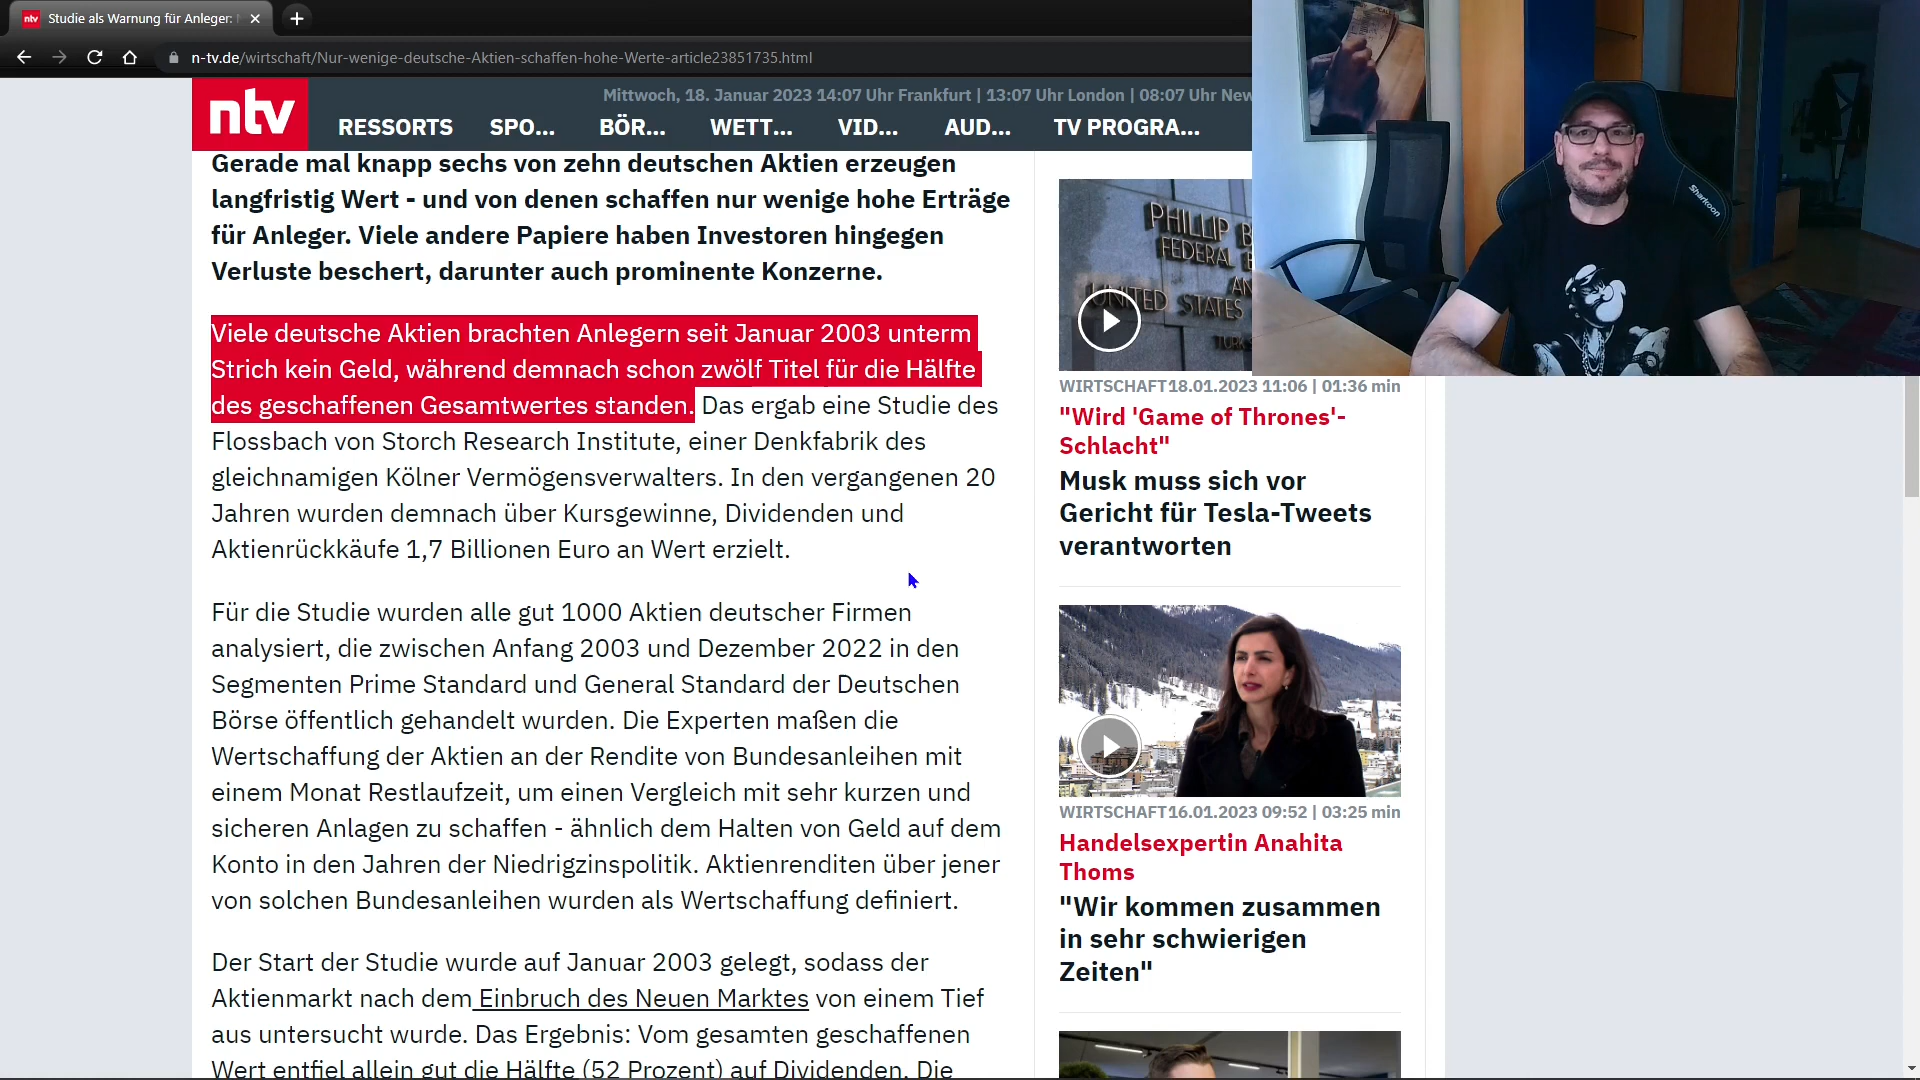 Studie als Warnung für Anleger:
n-tv.de/wirtschaft/Nur-wenige-deutsche-Aktien-schaffen-hohe-Werte-article23851735.html
ntv
Mittwoch, 18. Januar 2023 14:07 Uhr Frankfurt | 13:07 Uhr London | 08:07 Uhr New
RESSORTS SPO... BÖR... WETT... VID... AUD... TV PROGRA...
Gerade mal knapp sechs von zehn deutschen Aktien erzeugen
langfristig Wert - und von denen schaffen nur wenige hohe Erträge
für Anleger. Viele andere Papiere haben Investoren hingegen
Verluste beschert, darunter auch prominente Konzerne.
Viele deutsche Aktien brachten Anlegern seit Januar 2003 unterm
Strich kein Geld, während demnach schon zwölf Titel für die Hälfte
des geschaffenen Gesamtwertes standen. Das ergab eine Studie des
Flossbach von Storch Research Institute, einer Denkfabrik des
gleichnamigen Kölner Vermögensverwalters. In den vergangenen 20
Jahren wurden demnach über Kursgewinne, Dividenden und
Aktienrückkäufe 1,7 Billionen Euro an Wert erzielt.
Für die Studie wurden alle gut 1000 Aktien deutscher Firmen
analysiert, die zwischen Anfang 2003 und Dezember 2022 in den
Segmenten Prime Standard und General Standard der Deutschen
Börse öffentlich gehandelt wurden. Die Experten maßen die
Wertschaffung der Aktien an der Rendite von Bundesanleihen mit
einem Monat Restlaufzeit, um einen Vergleich mit sehr kurzen und
sicheren Anlagen zu schaffen - ähnlich dem Halten von Geld auf dem
Konto in den Jahren der Niedrigzinspolitik. Aktienrenditen über jener
von solchen Bundesanleihen wurden als Wertschaffung definiert.
Der Start der Studie wurde auf Januar 2003 gelegt, sodass der
Aktienmarkt nach dem Einbruch des Neuen Marktes von einem Tief
aus untersucht wurde. Das Ergebnis: Vom gesamten geschaffenen
Wert entfiel allein gut die Hälfte (52 Prozent) auf Dividenden. Die
PHILLIP B
FEDERAL
AN
UNITED STATES
WIRTSCHAFT 18.01.2023 11:06 | 01:36 min
"Wird 'Game of Thrones'-
Schlacht"
Musk muss sich vor
Gericht für Tesla-Tweets
verantworten
WIRTSCHAFT 16.01.2023 09:52 | 03:25 min
Handelsexpertin Anahita
Thoms
"Wir kommen zusammen
in sehr schwierigen
Zeiten"
Sharkoon